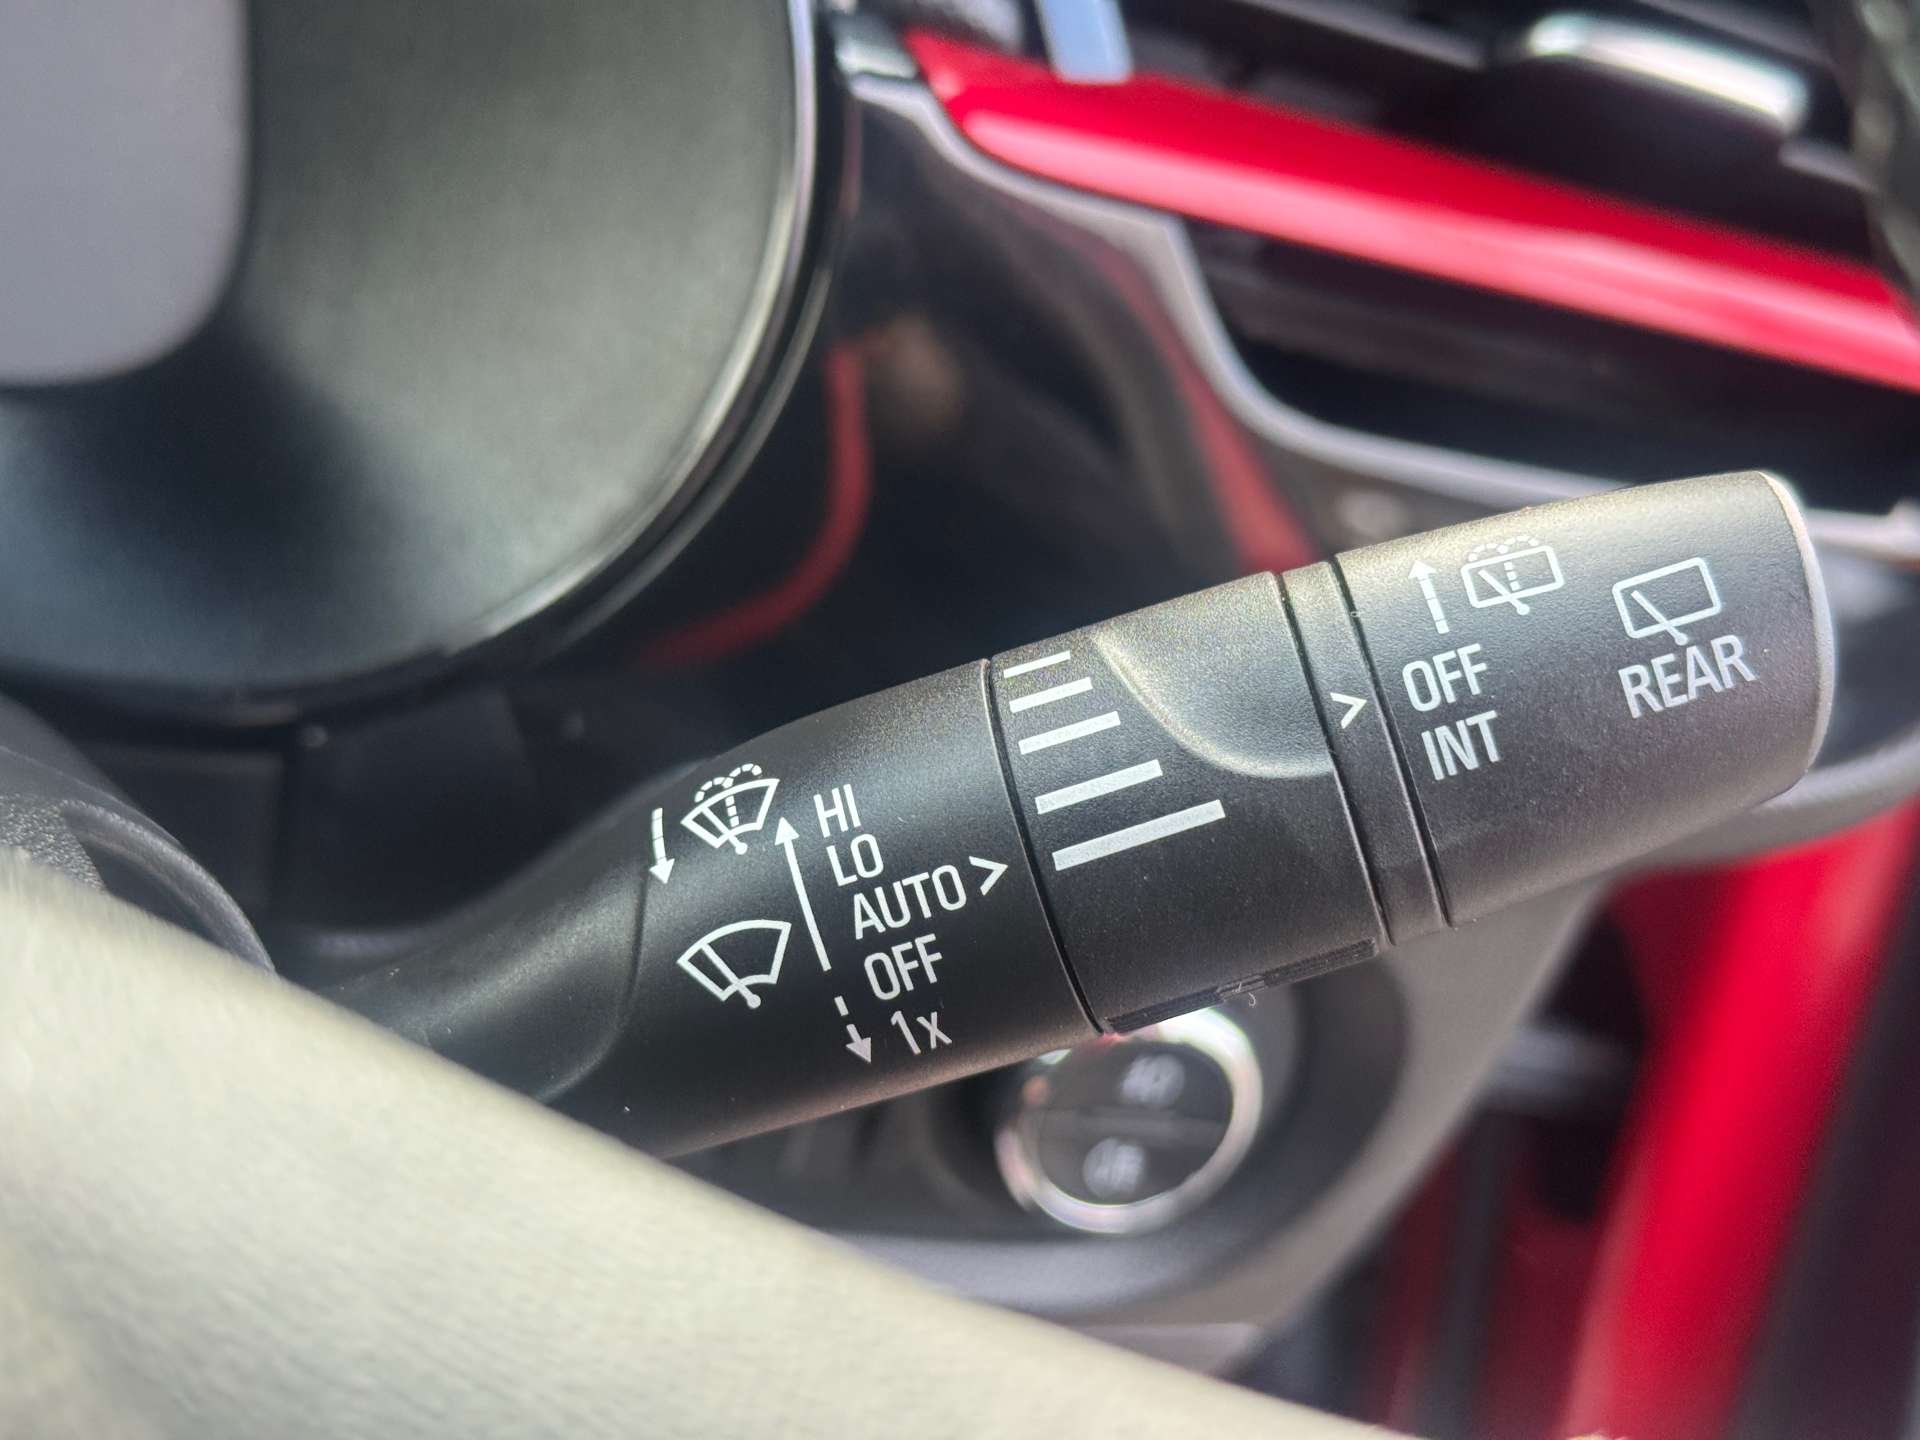 HI
LO
AUTO >
OFF
1x
> OFF
INT
REAR